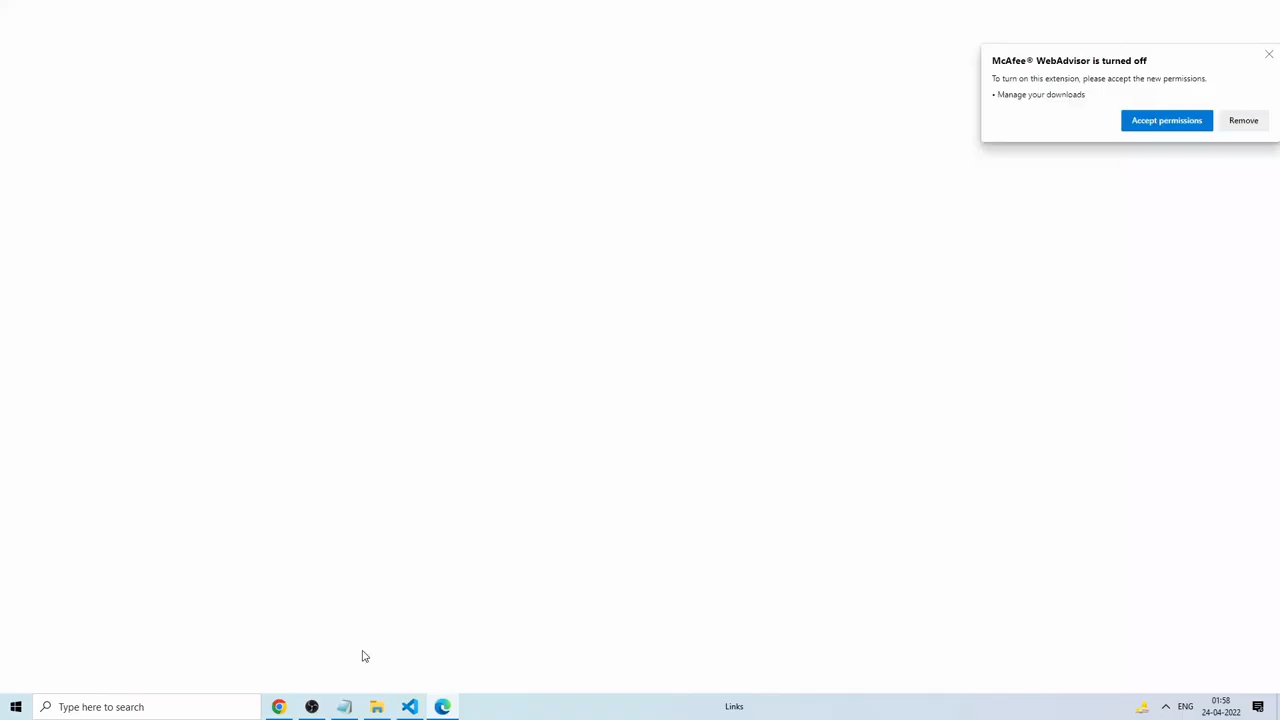 McAfee® WebAdvisor is turned off
To turn on this extension, please accept the new permissions.
• Manage your downloads
Accept permissions
Remove
Type here to search
Links
ENG
01:58
24-04-2022